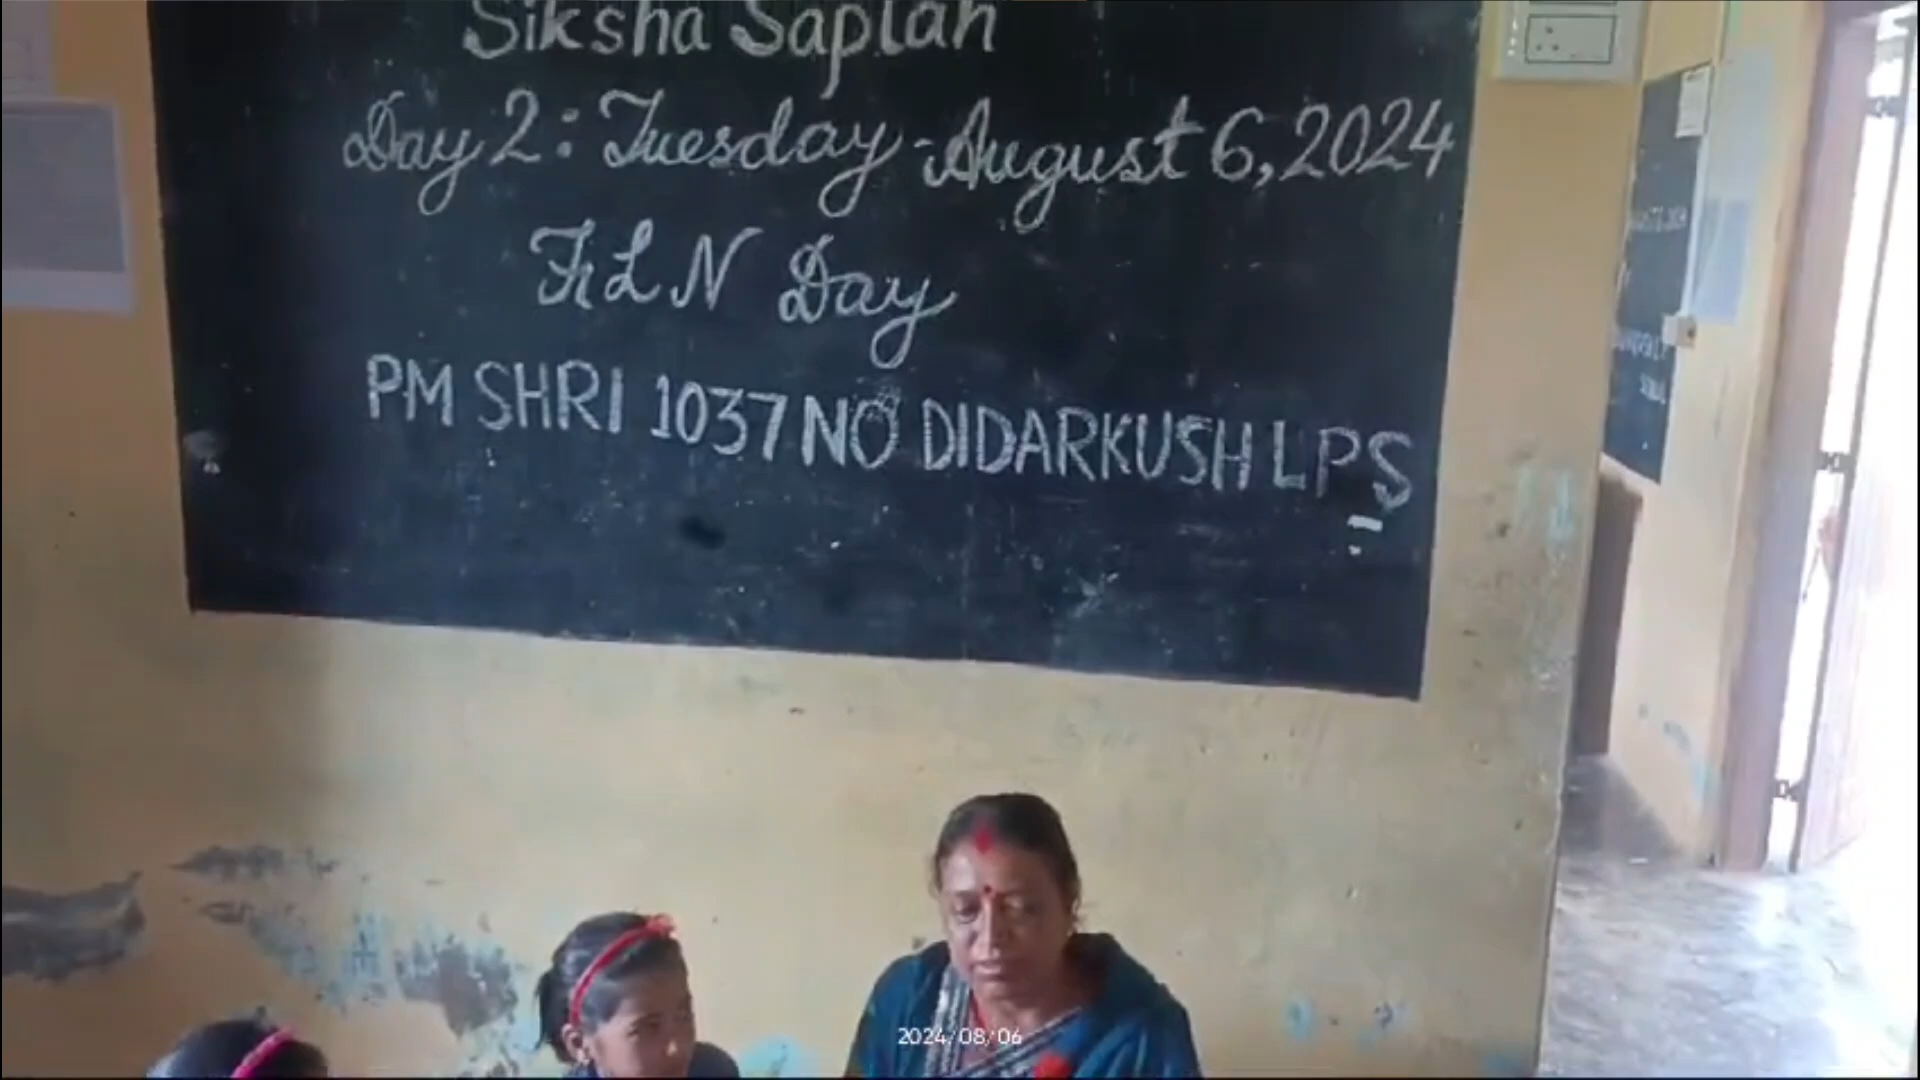 Siksha Saptah
Day 2: Tuesday - August 6, 2024
FLN Day
PM SHRI 1037 NO DIDARKUSH LPS
2024/08/06